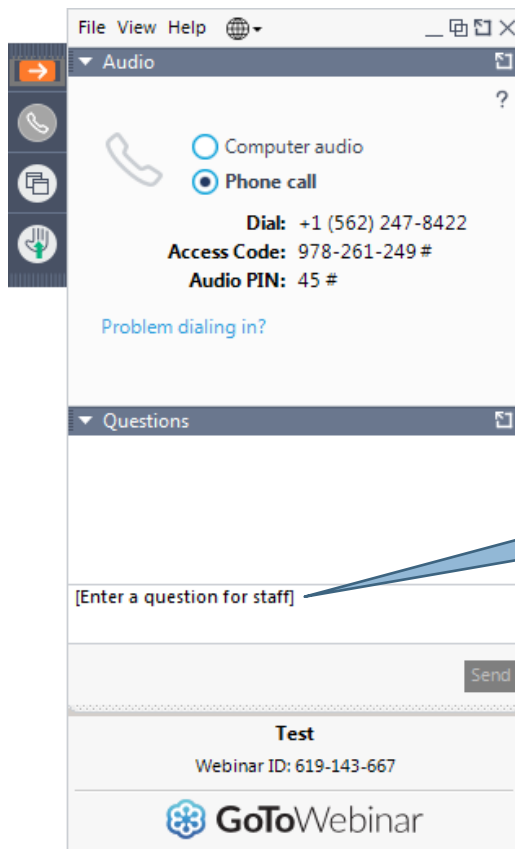 File View Help
Audio
?
Computer audio
Phone call
Dial: +1 (562) 247-8422
Access Code: 978-261-249 #
Audio PIN: 45 #
Problem dialing in?
Questions
[Enter a question for staff]
Send
Test
Webinar ID: 619-143-667
GoToWebinar